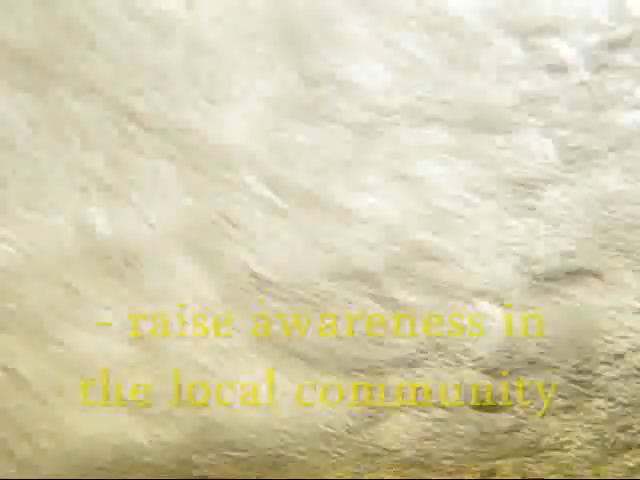 - raise awareness in
the local community